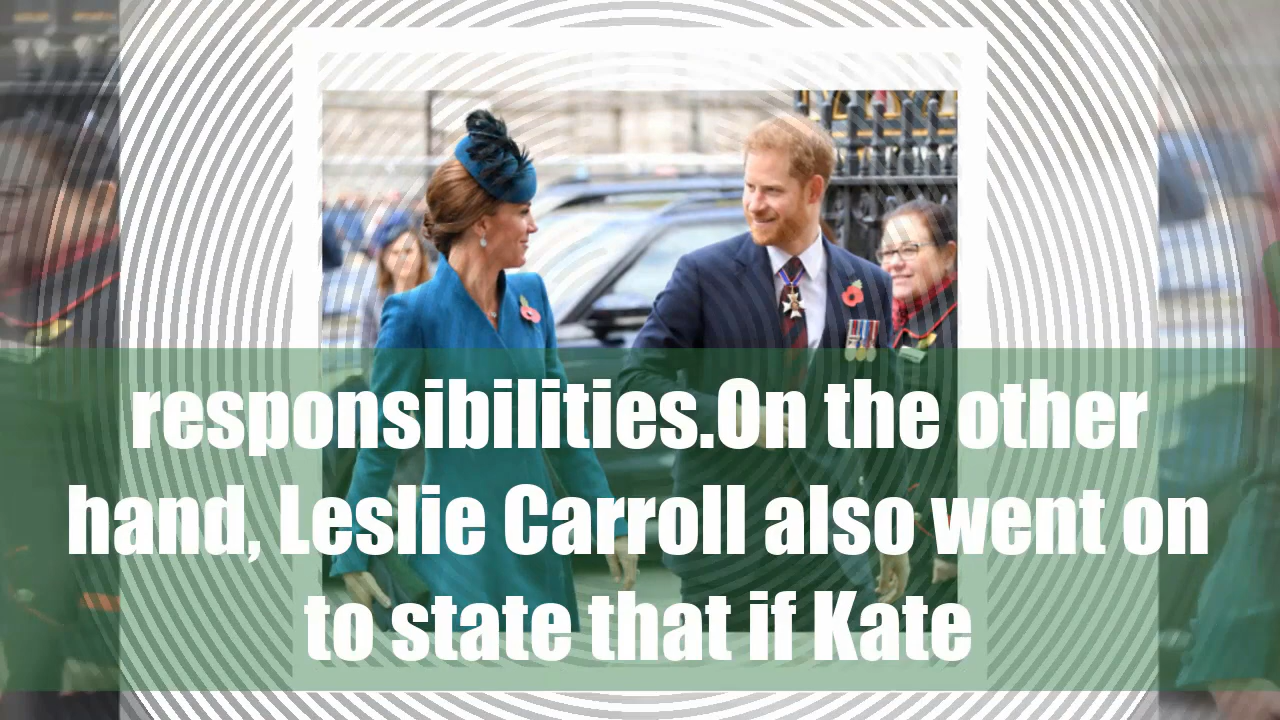 responsibilities.On the other
hand, Leslie Carroll also went on
to state that if Kate